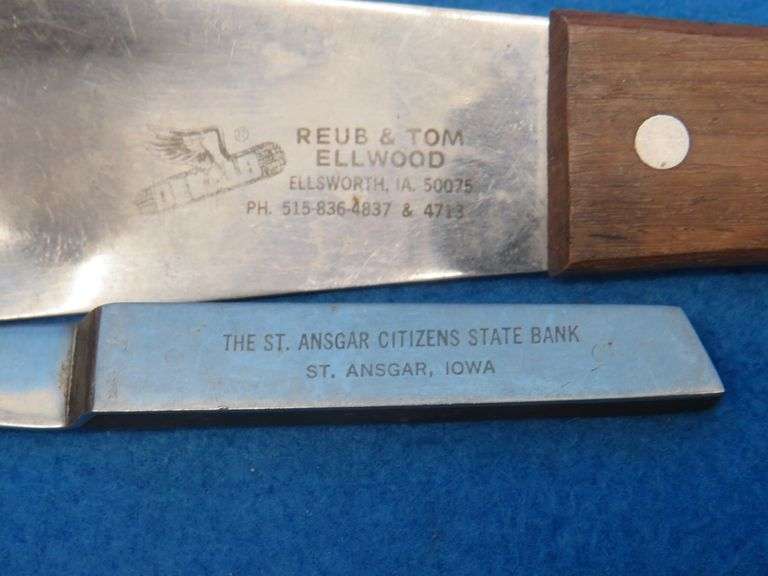 DEKALB ®
REUB & TOM
ELLWOOD
ELLSWORTH, IA. 50075
PH. 515-836-4837 & 4713
THE ST. ANSGAR CITIZENS STATE BANK
ST. ANSGAR, IOWA